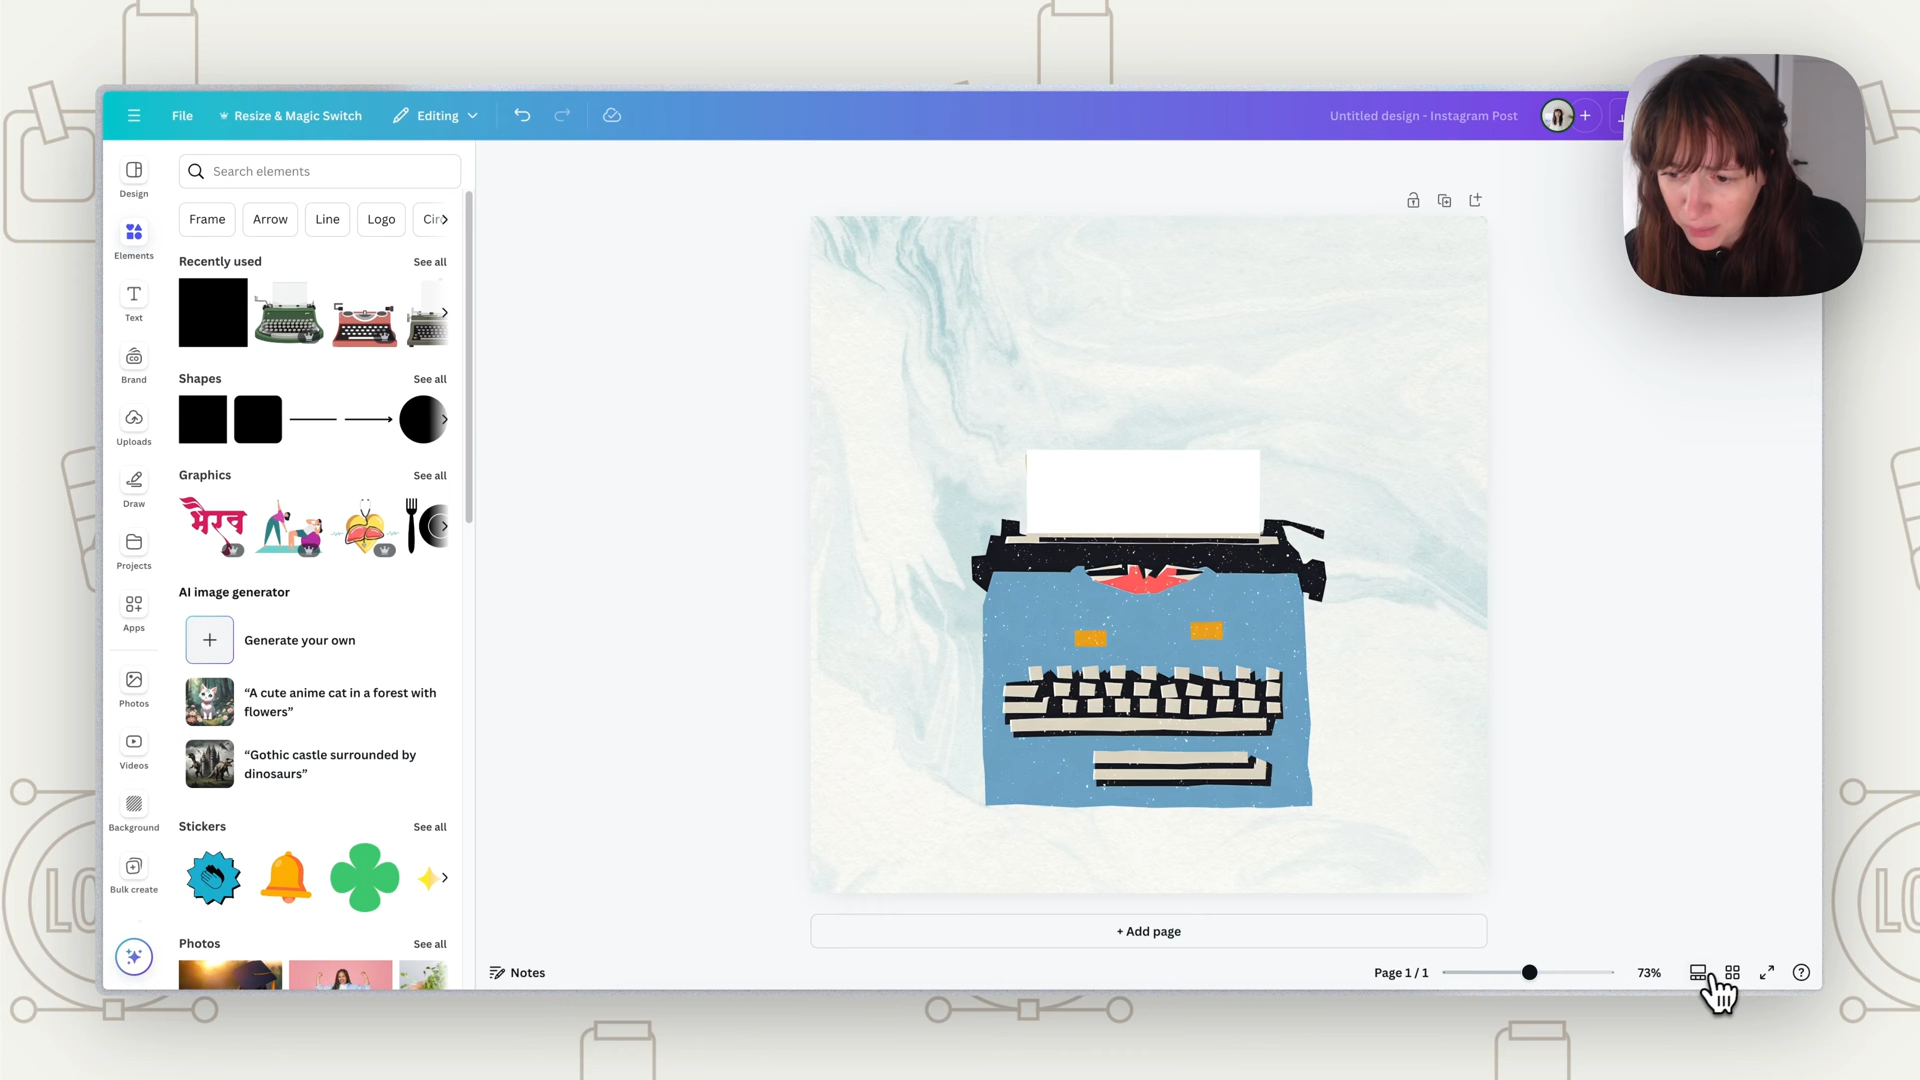 File
Resize & Magic Switch
Editing
Untitled design - Instagram Post
Design
Elements
Text
Brand
Uploads
Draw
Projects
Apps
Photos
Videos
Background
Bulk create
Search elements
Frame
Arrow
Line
Logo
Recently used
See all
Shapes
See all
Graphics
See all
भैरव
AI image generator
Generate your own
“A cute anime cat in a forest with
flowers”
“Gothic castle surrounded by
dinosaurs”
Stickers
See all
Photos
See all
+ Add page
Notes
Page 1 / 1
73%